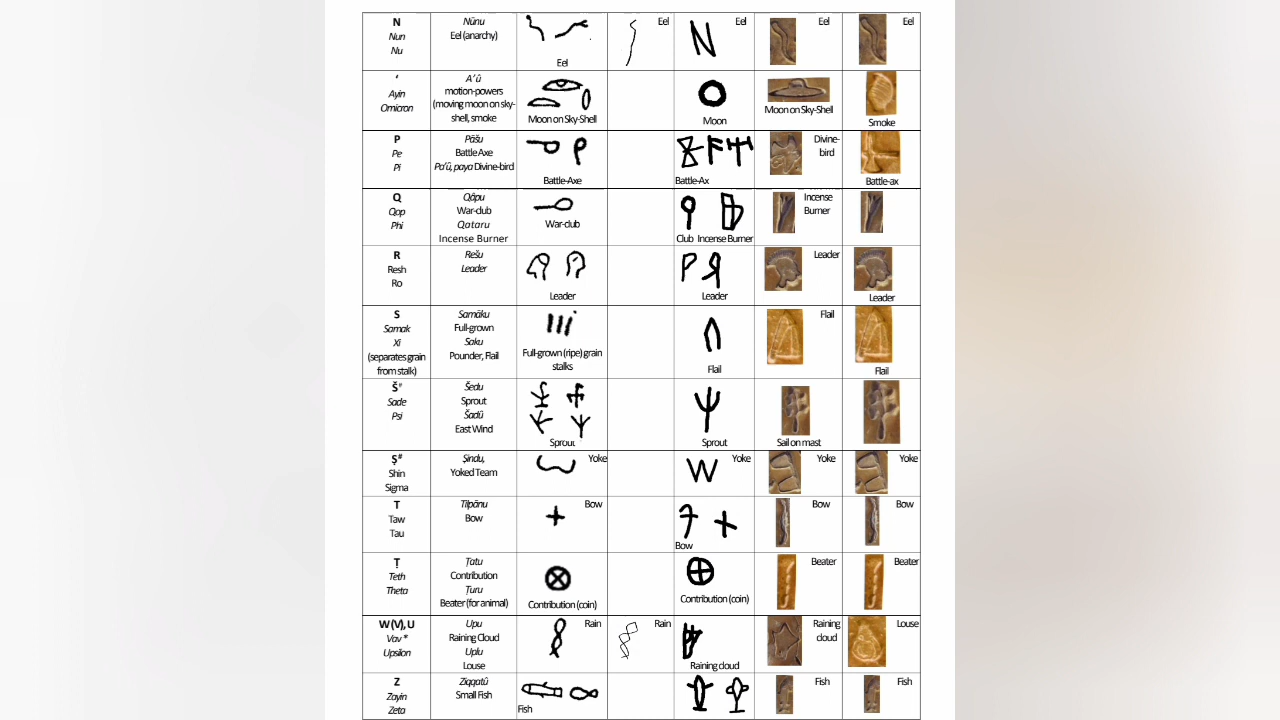 N
Nun
Nu
Nūnu
Eel (anarchy)
Eel
Eel
Eel
Eel
Eel
ʻ
Ayin
Omicron
Aʻû
motion-powers
(moving moon on sky-
shell, smoke
Moon on Sky-Shell
Moon
Moon on Sky-Shell
Smoke
P
Pe
Pi
Pāšu
Battle Axe
Paʻû, paya Divine-bird
Battle-Axe
Battle-Ax
Divine-
bird
Battle-ax
Q
Qop
Phi
Qâpu
War-club
Qataru
Incense Burner
War-club
Club Incense Burner
Incense
Burner
R
Resh
Ro
Rešu
Leader
Leader
Leader
Leader
Leader
S
Samak
Xi
(separates grain
from stalk)
Samāku
Full-grown
Saku
Pounder, Flail
Full-grown (ripe) grain
stalks
Flail
Flail
Flail
Š#
Sade
Psi
Šedu
Sprout
Šadû
East Wind
Sprout
Sprout
Sail on mast
Ș#
Shin
Sigma
Ṣindu,
Yoked Team
Yoke
Yoke
Yoke
Yoke
T
Taw
Tau
Tilpānu
Bow
Bow
Bow
Bow
Bow
Ṭ
Teth
Theta
Ṭatu
Contribution
Ṭuru
Beater (for animal)
Contribution (coin)
Contribution (coin)
Beater
Beater
W (V), U
Vav *
Upsilon
Upu
Raining Cloud
Uplu
Louse
Rain
Rain
Raining cloud
Raining
cloud
Louse
Z
Zayin
Zeta
Ziqqatû
Small Fish
Fish
Fish
Fish